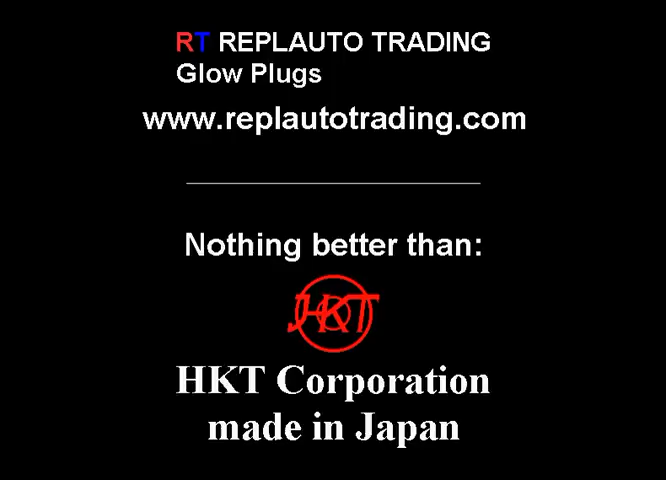 RT REPLAUTO TRADING
Glow Plugs
www.replautotrading.com
Nothing better than:
HKT
HKT Corporation
made in Japan